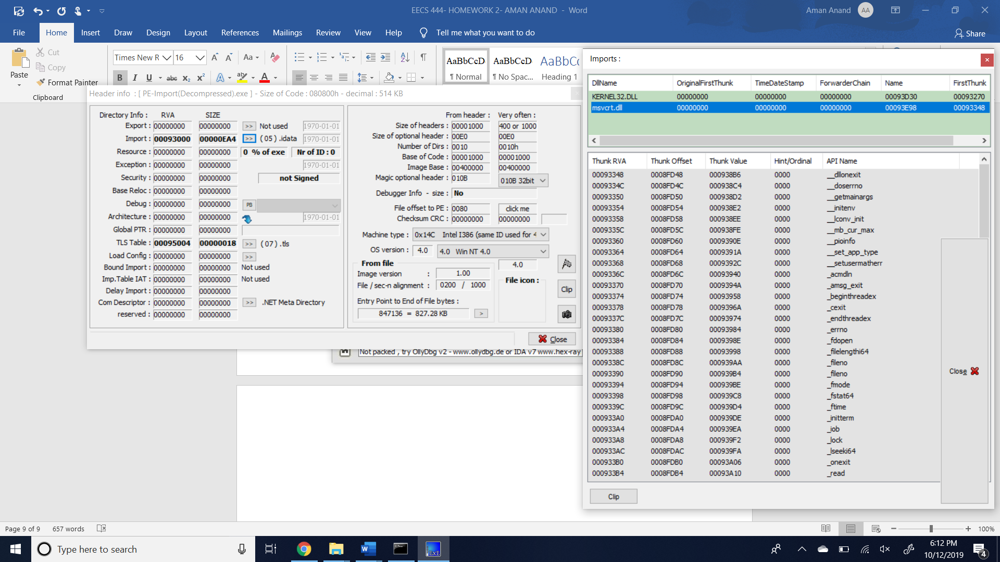 EECS 444- HOMEWORK 2- AMAN ANAND - Word
Aman Anand AA
File Home Insert Draw Design Layout References Mailings Review View Help Tell me what you want to do Share
Paste
Cut
Copy
Format Painter
Clipboard
Times New R 16
Aa
B I U abc x₂ x² A A
AaBbCcD
¶ Normal
AaBbCcD
¶ No Spac...
AaBbCc
Heading 1
Header info : [ PE-Import(Decompressed).exe ] - Size of Code : 080800h - decimal : 514 KB
Directory Info : RVA SIZE
Export : 00000000 00000000 >> Not used 1970-01-01
Import : 00093000 00000EA4 >> ( 05 ) .idata 1970-01-01
Resource : 00000000 00000000 0 % of exe Nr of ID : 0
Exception : 00000000 00000000 1970-01-01
Security : 00000000 00000000 not Signed
Base Reloc : 00000000 00000000
Debug : 00000000 00000000 PB
Architecture : 00000000 00000000 1970-01-01
Global PTR : 00000000 00000000
TLS Table : 00095004 00000018 >> ( 07 ) .tls
Load Config : 00000000 00000000 >>
Bound Import : 00000000 00000000 Not used
Imp.Table IAT : 00000000 00000000 Not used
Delay Import : 00000000 00000000
Com Descriptor : 00000000 00000000 >> .NET Meta Directory
reserved : 00000000 00000000
From header : Very often :
Size of headers : 00001000 400 or 1000
Size of optional header : 00E0 00E0
Number of Dirs : 0010 0010h
Base of Code : 00001000 00001000
Image Base : 00400000 00400000
Magic optional header : 010B 010B 32bit
Debugger Info - size : No
File offset to PE : 0080 click me
Checksum CRC : 00000000 00000000
Machine type : 0x14C Intel I386 (same ID used for 4
OS version : 4.0 4.0 Win NT 4.0
From file 4.0
Image version : 1.00
File / sec-n alignment : 0200 / 1000
File icon :
Entry Point to End of File bytes :
847136 = 827.28 KB >
Clip
Close
Not packed , try OllyDbg v2 - www.ollydbg.de or IDA v7 www.hex-ray
Imports :
DllName OriginalFirstThunk TimeDateStamp ForwarderChain Name FirstThunk
KERNEL32.DLL 00000000 00000000 00000000 00093D30 00093270
msvcrt.dll 00000000 00000000 00000000 00093E98 00093348
Thunk RVA Thunk Offset Thunk Value Hint/Ordinal API Name
00093348 0008FD48 000938B6 0000 __dllonexit
0009334C 0008FD4C 000938C4 0000 __doserrno
00093350 0008FD50 000938D2 0000 __getmainargs
00093354 0008FD54 000938E2 0000 __initenv
00093358 0008FD58 000938EE 0000 __lconv_init
0009335C 0008FD5C 000938FE 0000 __mb_cur_max
00093360 0008FD60 0009390E 0000 __pioinfo
00093364 0008FD64 0009391A 0000 __set_app_type
00093368 0008FD68 0009392C 0000 __setusermatherr
0009336C 0008FD6C 00093940 0000 _acmdln
00093370 0008FD70 0009394A 0000 _amsg_exit
00093374 0008FD74 00093958 0000 _beginthreadex
00093378 0008FD78 0009396A 0000 _cexit
0009337C 0008FD7C 00093974 0000 _endthreadex
00093380 0008FD80 00093984 0000 _errno
00093384 0008FD84 0009398E 0000 _fdopen
00093388 0008FD88 00093998 0000 _filelengthi64
0009338C 0008FD8C 000939AA 0000 _fileno
00093390 0008FD90 000939B4 0000 _fileno
00093394 0008FD94 000939BE 0000 _fmode
00093398 0008FD98 000939C8 0000 _fstat64
0009339C 0008FD9C 000939D4 0000 _ftime
000933A0 0008FDA0 000939DE 0000 _initterm
000933A4 0008FDA4 000939EA 0000 _iob
000933A8 0008FDA8 000939F2 0000 _lock
000933AC 0008FDAC 000939FA 0000 _lseeki64
000933B0 0008FDB0 00093A06 0000 _onexit
000933B4 0008FDB4 00093A10 0000 _read
Close
Clip
Page 9 of 9 657 words 100%
Type here to search
EXE
6:12 PM
10/12/2019
4